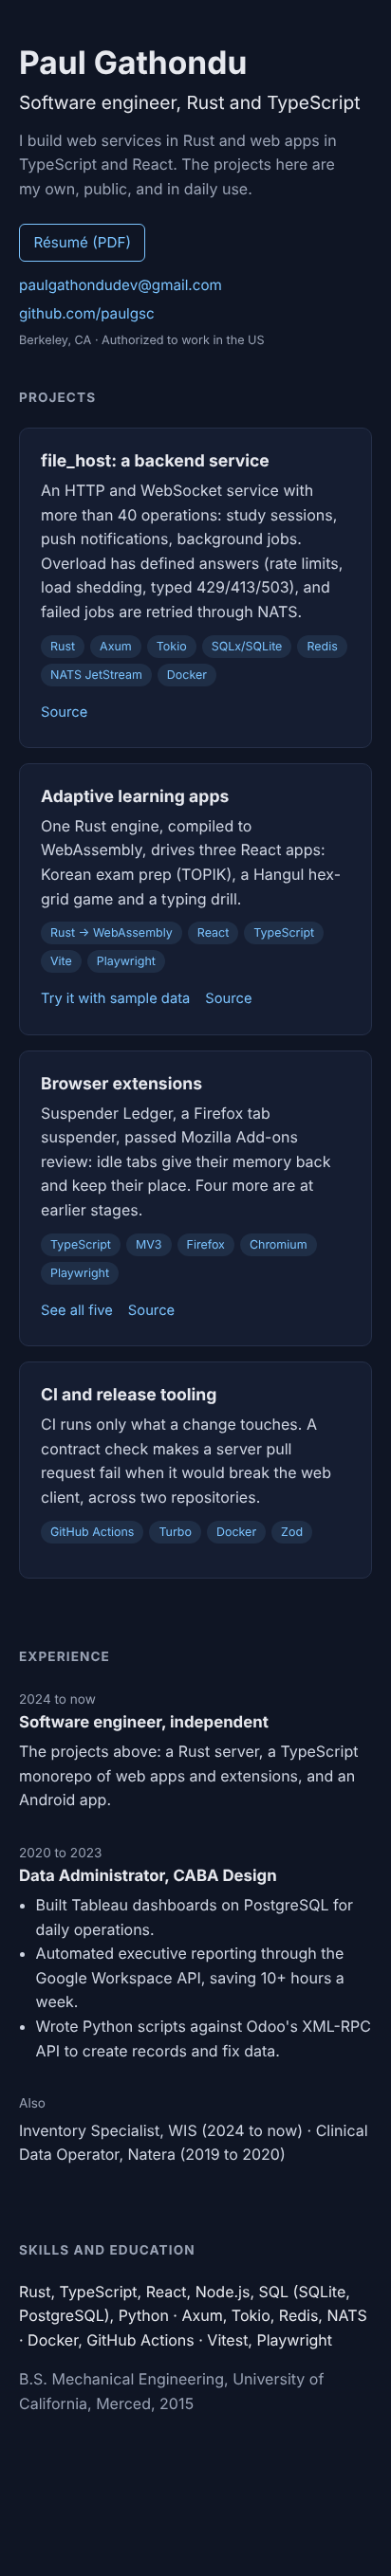 Paul Gathondu
Software engineer, Rust and TypeScript
I build web services in Rust and web apps in
TypeScript and React. The projects here are
my own, public, and in daily use.
Résumé (PDF)
paulgathondudev@gmail.com
github.com/paulgsc
Berkeley, CA · Authorized to work in the US
PROJECTS
file_host: a backend service
An HTTP and WebSocket service with
more than 40 operations: study sessions,
push notifications, background jobs.
Overload has defined answers (rate limits,
load shedding, typed 429/413/503), and
failed jobs are retried through NATS.
Rust Axum Tokio SQLx/SQLite Redis
NATS JetStream Docker
Source
Adaptive learning apps
One Rust engine, compiled to
WebAssembly, drives three React apps:
Korean exam prep (TOPIK), a Hangul hex-
grid game and a typing drill.
Rust → WebAssembly React TypeScript
Vite Playwright
Try it with sample data Source
Browser extensions
Suspender Ledger, a Firefox tab
suspender, passed Mozilla Add-ons
review: idle tabs give their memory back
and keep their place. Four more are at
earlier stages.
TypeScript MV3 Firefox Chromium
Playwright
See all five Source
CI and release tooling
CI runs only what a change touches. A
contract check makes a server pull
request fail when it would break the web
client, across two repositories.
GitHub Actions Turbo Docker Zod
EXPERIENCE
2024 to now
Software engineer, independent
The projects above: a Rust server, a TypeScript
monorepo of web apps and extensions, and an
Android app.
2020 to 2023
Data Administrator, CABA Design
• Built Tableau dashboards on PostgreSQL for
daily operations.
• Automated executive reporting through the
Google Workspace API, saving 10+ hours a
week.
• Wrote Python scripts against Odoo's XML-RPC
API to create records and fix data.
Also
Inventory Specialist, WIS (2024 to now) · Clinical
Data Operator, Natera (2019 to 2020)
SKILLS AND EDUCATION
Rust, TypeScript, React, Node.js, SQL (SQLite,
PostgreSQL), Python · Axum, Tokio, Redis, NATS
· Docker, GitHub Actions · Vitest, Playwright
B.S. Mechanical Engineering, University of
California, Merced, 2015